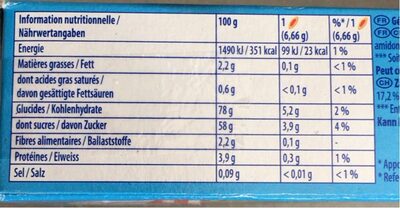 Information nutritionnelle / 100 g 1 %* / 1
Nährwertangaben (6,66 g) (6,66 g)
Energie 1490 kJ / 351 kcal 99 kJ / 23 kcal 1 %
Matières grasses / Fett 2,2 g 0,1 g < 1 %
dont acides gras saturés /
davon gesättigte Fettsäuren 0,6 g < 0,1 g < 1 %
Glucides / Kohlenhydrate 78 g 5,2 g 2 %
dont sucres / davon Zucker 58 g 3,9 g 4 %
Fibres alimentaires / Ballaststoffe 2,2 g 0,1 g -
Protéines / Eiweiss 3,9 g 0,3 g 1 %
Sel / Salz 0,09 g < 0,01 g < 1 %
FR
amidon
Peut
CH
17,2 %
Kann